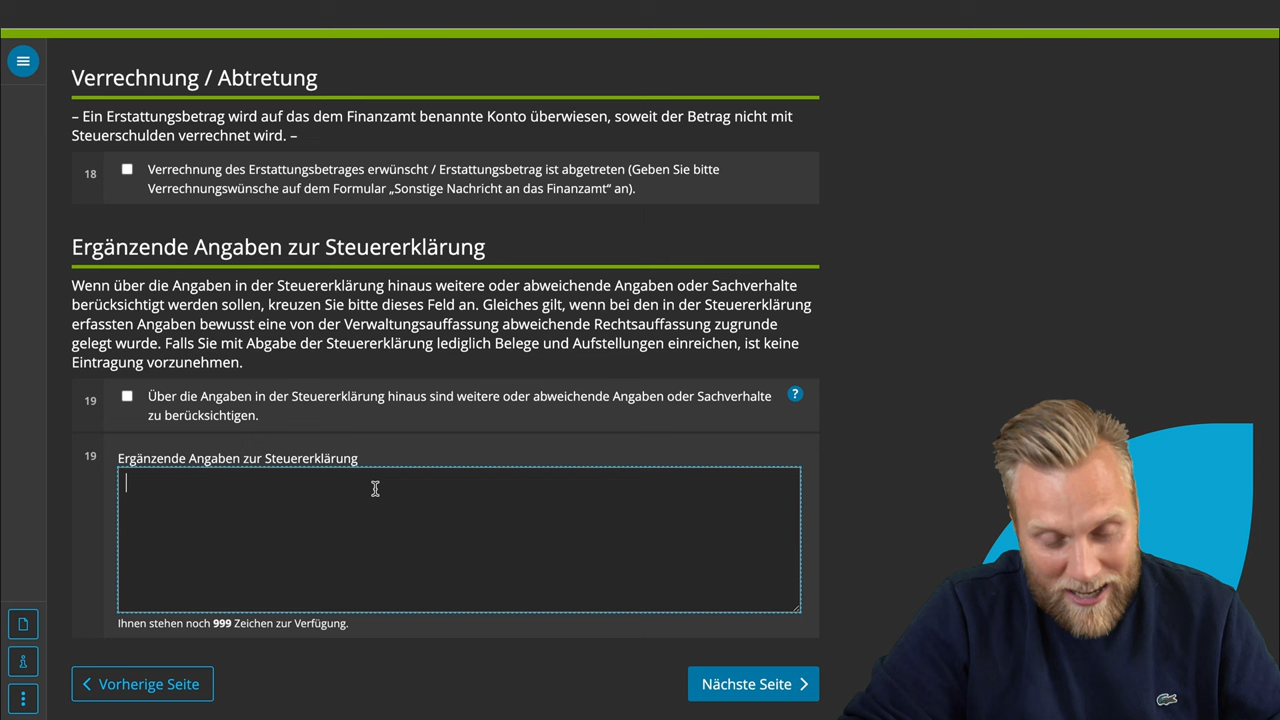 Verrechnung / Abtretung
– Ein Erstattungsbetrag wird auf das dem Finanzamt benannte Konto überwiesen, soweit der Betrag nicht mit
Steuerschulden verrechnet wird. –
18
Verrechnung des Erstattungsbetrages erwünscht / Erstattungsbetrag ist abgetreten (Geben Sie bitte
Verrechnungswünsche auf dem Formular „Sonstige Nachricht an das Finanzamt“ an).
Ergänzende Angaben zur Steuererklärung
Wenn über die Angaben in der Steuererklärung hinaus weitere oder abweichende Angaben oder Sachverhalte
berücksichtigt werden sollen, kreuzen Sie bitte dieses Feld an. Gleiches gilt, wenn bei den in der Steuererklärung
erfassten Angaben bewusst eine von der Verwaltungsauffassung abweichende Rechtsauffassung zugrunde
gelegt wurde. Falls Sie mit Abgabe der Steuererklärung lediglich Belege und Aufstellungen einreichen, ist keine
Eintragung vorzunehmen.
19
Über die Angaben in der Steuererklärung hinaus sind weitere oder abweichende Angaben oder Sachverhalte
zu berücksichtigen.
?
19
Ergänzende Angaben zur Steuererklärung
Ihnen stehen noch 999 Zeichen zur Verfügung.
Vorherige Seite
Nächste Seite